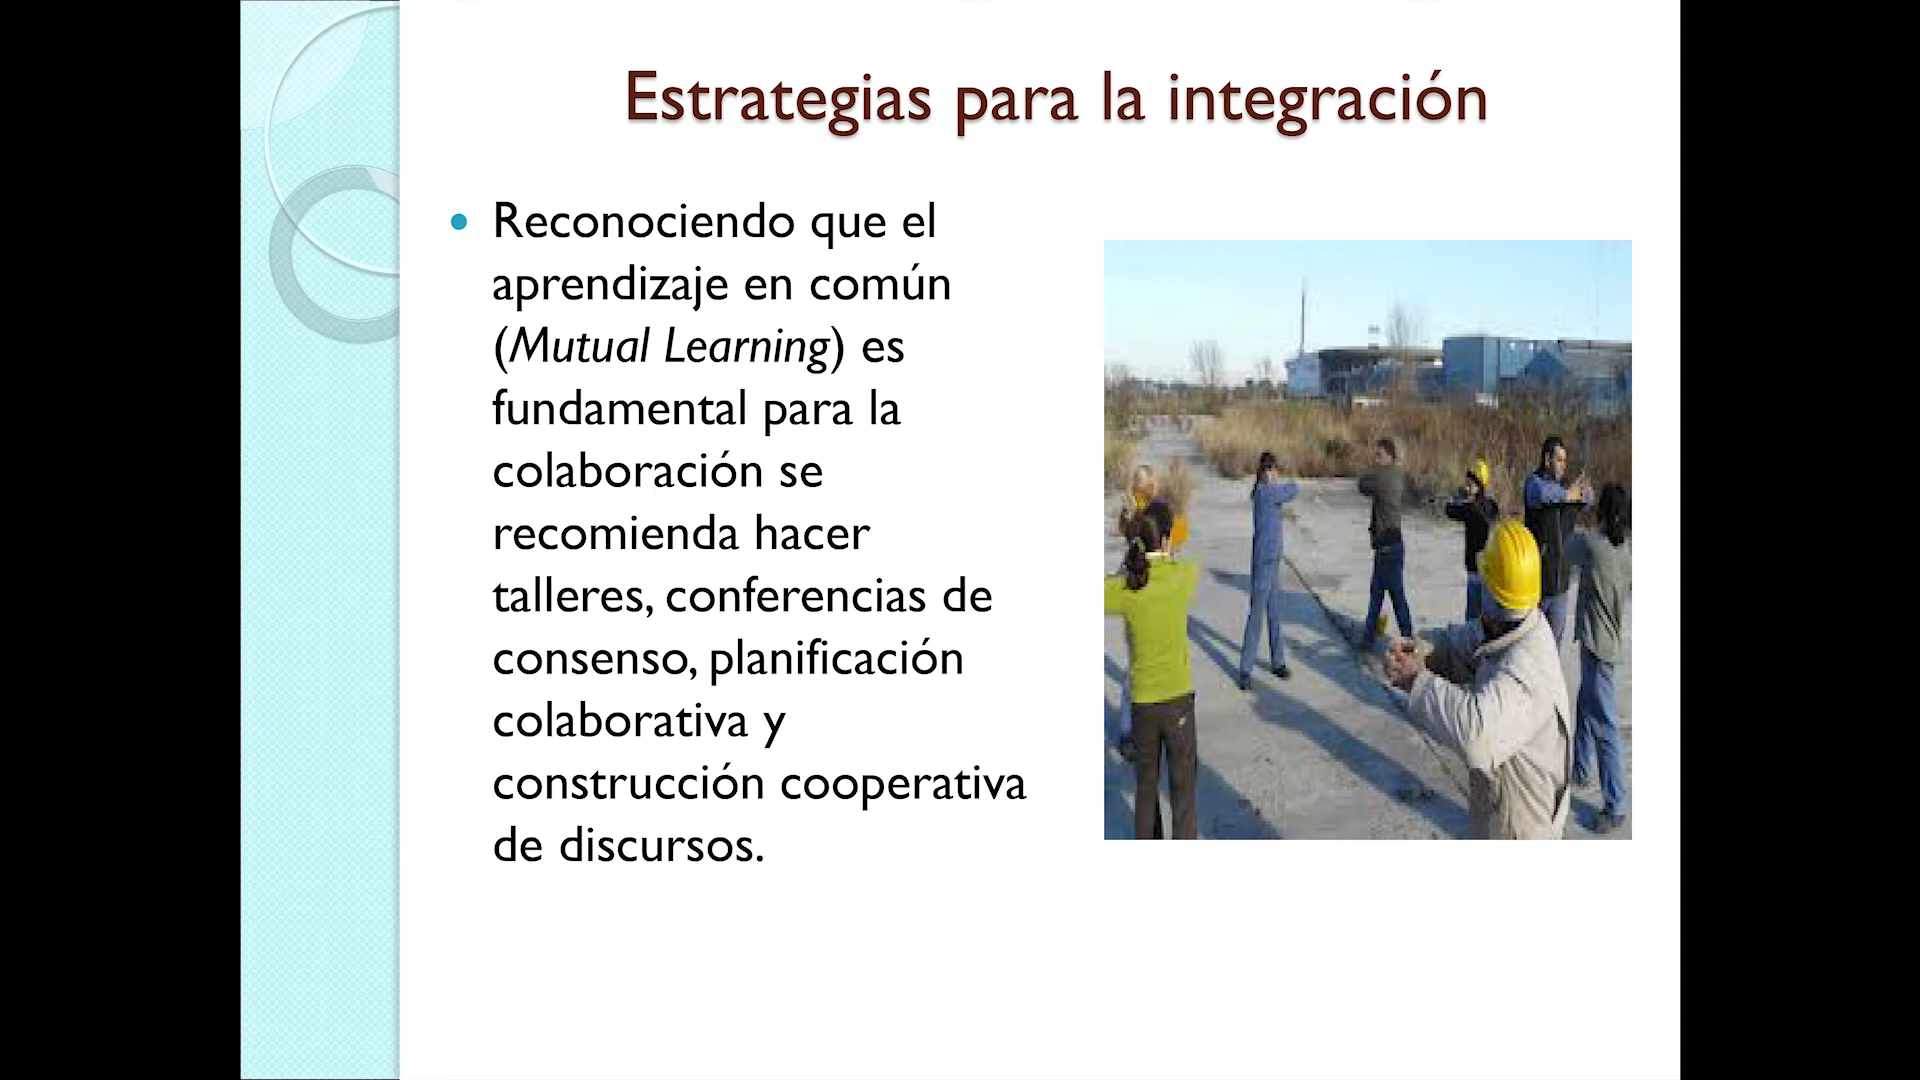 Estrategias para la integración
• Reconociendo que el
aprendizaje en común
(Mutual Learning) es
fundamental para la
colaboración se
recomienda hacer
talleres, conferencias de
consenso, planificación
colaborativa y
construcción cooperativa
de discursos.